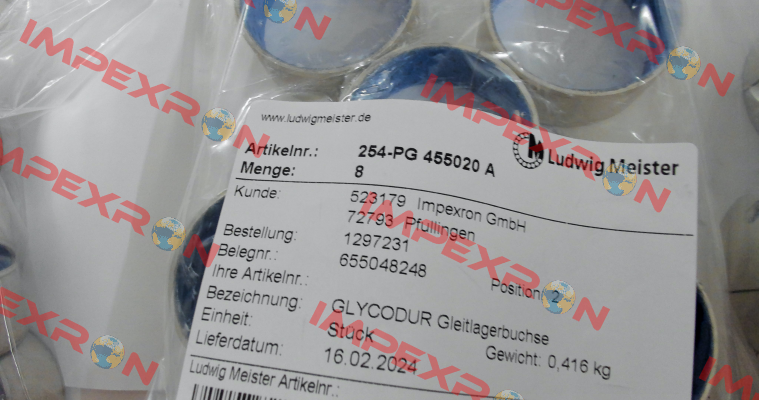 www.ludwigmeister.de
Ludwig Meister
Artikelnr.: 254-PG 455020 A
Menge: 8
Kunde: 523179 Impexron GmbH
72793 Pfullingen
Bestellung: 1297231
Belegnr.: 655048248 Position: 2
Ihre Artikelnr.:
Bezeichnung: GLYCODUR Gleitlagerbuchse
Einheit: Stück Gewicht: 0,416 kg
Lieferdatum: 16.02.2024
Ludwig Meister Artikelnr.:
IMPEXRON
IMPEXRON
IMPEXRON
IMPEXRON
IMPEXRON
IMPEXRON
IMPEXRON